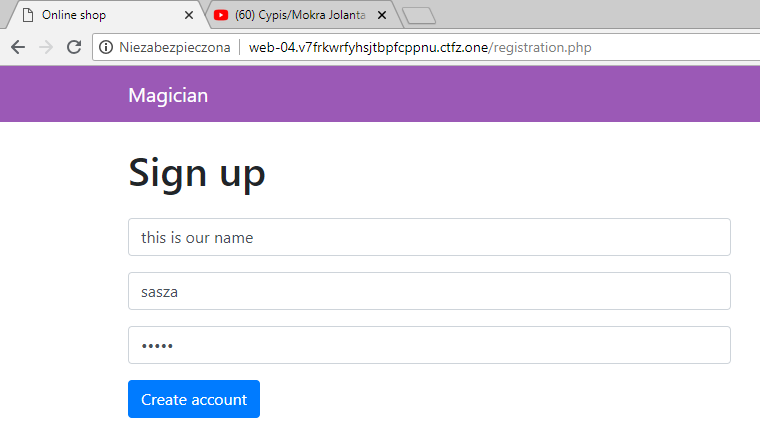 Online shop
(60) Cypis/Mokra Jolanta
Niezabezpieczona web-04.v7frkwrfyhsjtbpfcppnu.ctfz.one/registration.php
Magician
Sign up
this is our name
sasza
•••••
Create account